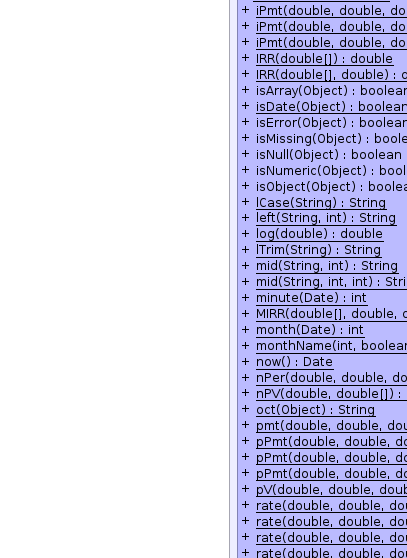 + iPmt(double, double, do
+ iPmt(double, double, do
+ iPmt(double, double, do
+ IRR(double[]) : double
+ IRR(double[], double) : d
+ isArray(Object) : boolean
+ isDate(Object) : boolean
+ isError(Object) : boolean
+ isMissing(Object) : boole
+ isNull(Object) : boolean
+ isNumeric(Object) : bool
+ isObject(Object) : boolea
+ lCase(String) : String
+ left(String, int) : String
+ log(double) : double
+ lTrim(String) : String
+ mid(String, int) : String
+ mid(String, int, int) : Stri
+ minute(Date) : int
+ MIRR(double[], double, d
+ month(Date) : int
+ monthName(int, boolean
+ now() : Date
+ nPer(double, double, do
+ nPV(double, double[]) :
+ oct(Object) : String
+ pmt(double, double, dou
+ pPmt(double, double, do
+ pPmt(double, double, do
+ pPmt(double, double, do
+ pV(double, double, doub
+ rate(double, double, dou
+ rate(double, double, dou
+ rate(double, double, dou
+ rate(double, double, dou